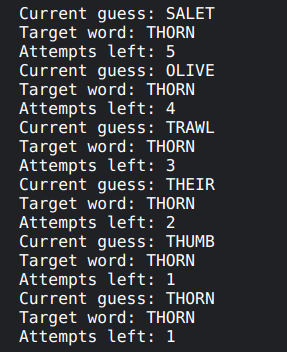 Current guess: SALET
Target word: THORN
Attempts left: 5
Current guess: OLIVE
Target word: THORN
Attempts left: 4
Current guess: TRAWL
Target word: THORN
Attempts left: 3
Current guess: THEIR
Target word: THORN
Attempts left: 2
Current guess: THUMB
Target word: THORN
Attempts left: 1
Current guess: THORN
Target word: THORN
Attempts left: 1